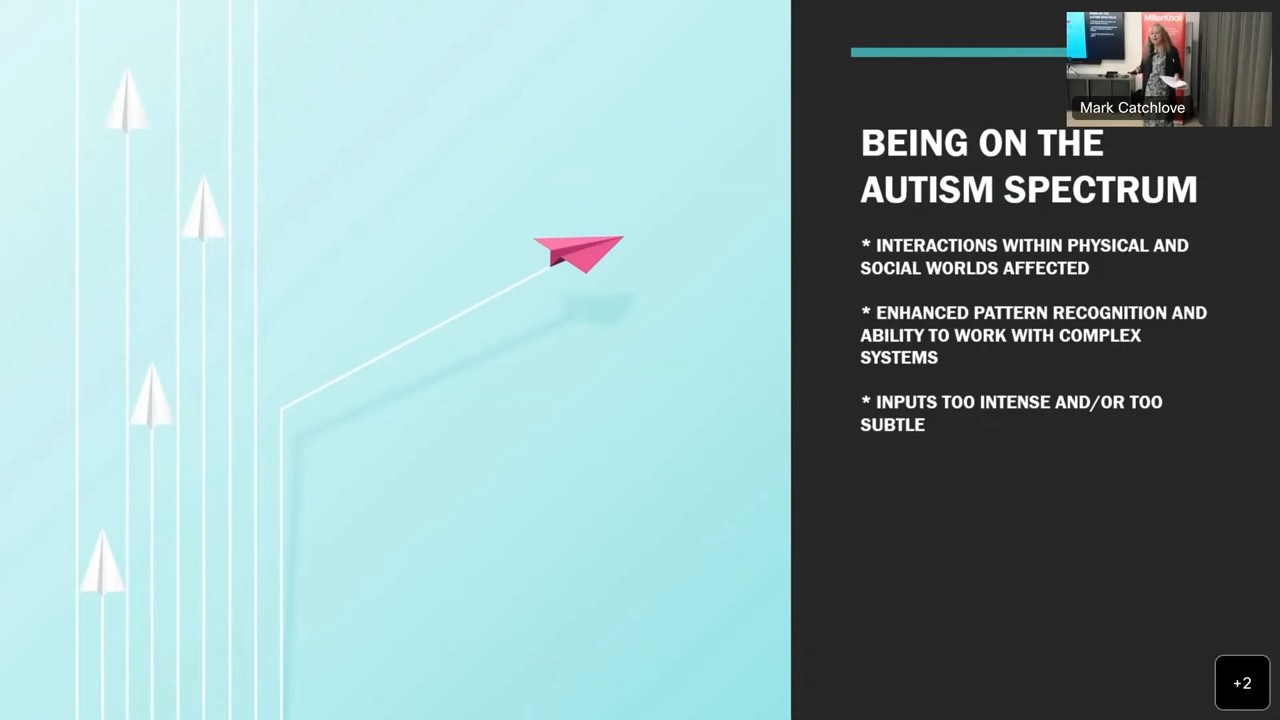 MillerKnoll
Mark Catchlove
BEING ON THE
AUTISM SPECTRUM
* INTERACTIONS WITHIN PHYSICAL AND
SOCIAL WORLDS AFFECTED
* ENHANCED PATTERN RECOGNITION AND
ABILITY TO WORK WITH COMPLEX
SYSTEMS
* INPUTS TOO INTENSE AND/OR TOO
SUBTLE
+2